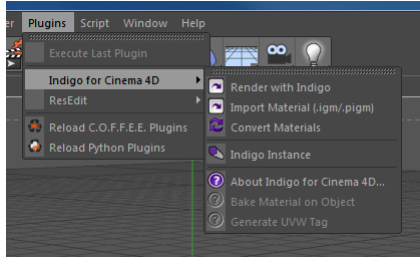 er Plugins Script Window Help
Execute Last Plugin
Indigo for Cinema 4D
ResEdit
Reload C.O.F.F.E.E. Plugins
Reload Python Plugins
Render with Indigo
Import Material (.igm/.pigm)
Convert Materials
Indigo Instance
About Indigo for Cinema 4D...
Bake Material on Object
Generate UVW Tag